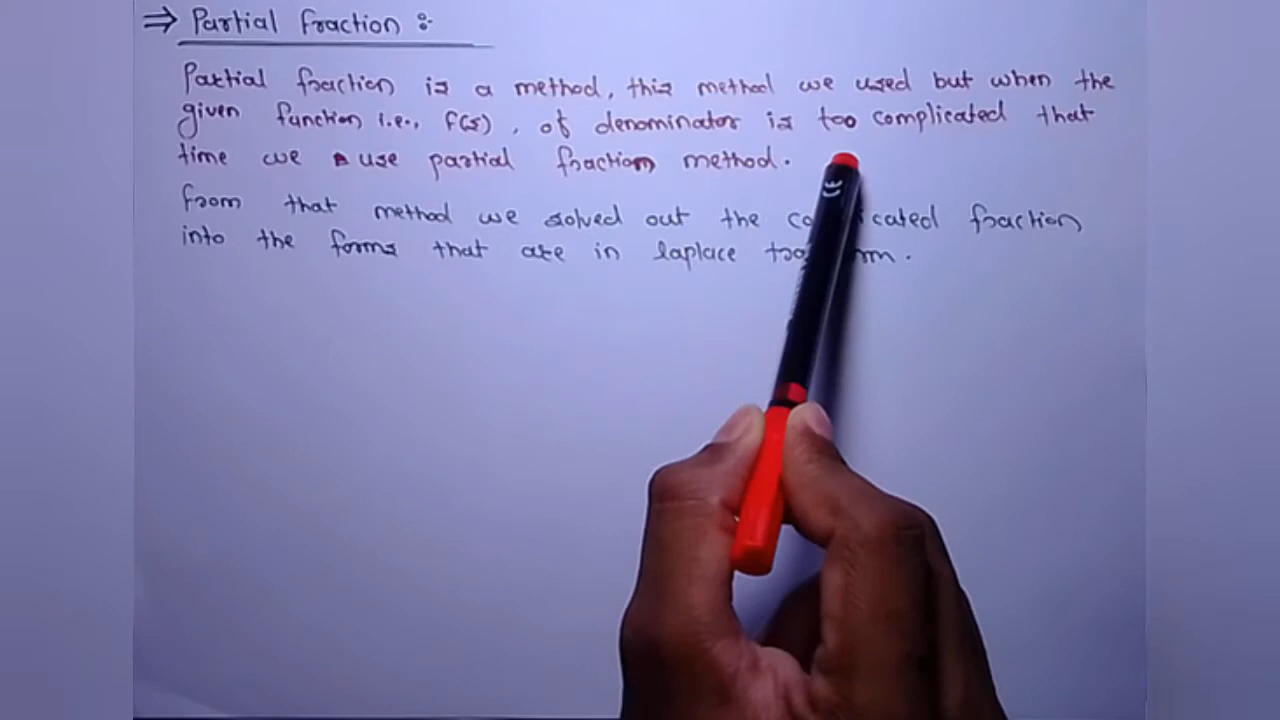 ⇒ Partial fraction :-
Partial fraction is a method, this method we used but when the
given function i.e., F(s), of denominator is too complicated that
time we use partial fraction method.
from that method we solved out the co icated fraction
into the forms that are in laplace